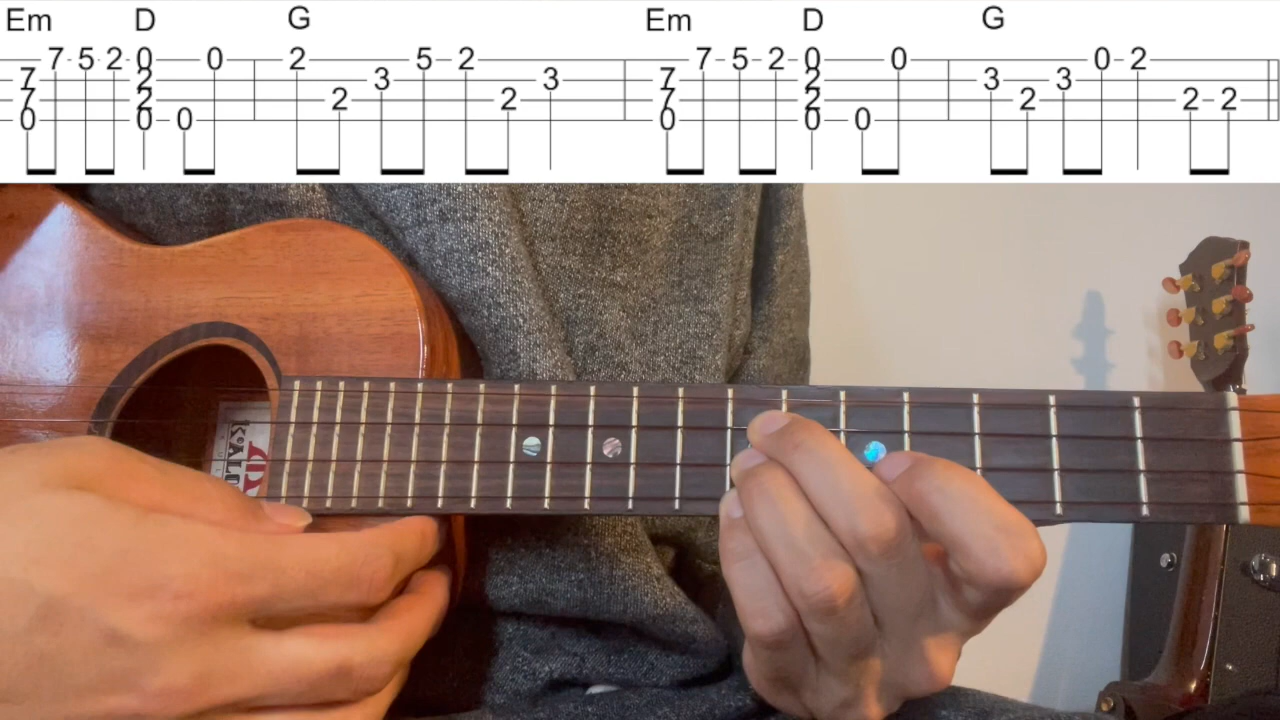 Em D G Em D G
7 5 2 0 0 2 5 2 7 5 2 0 0 0 2
7 2 3 3 7 2 3 3
7 2 2 2 7 2 2 2 2
0 0 0 0 0 0
KALA